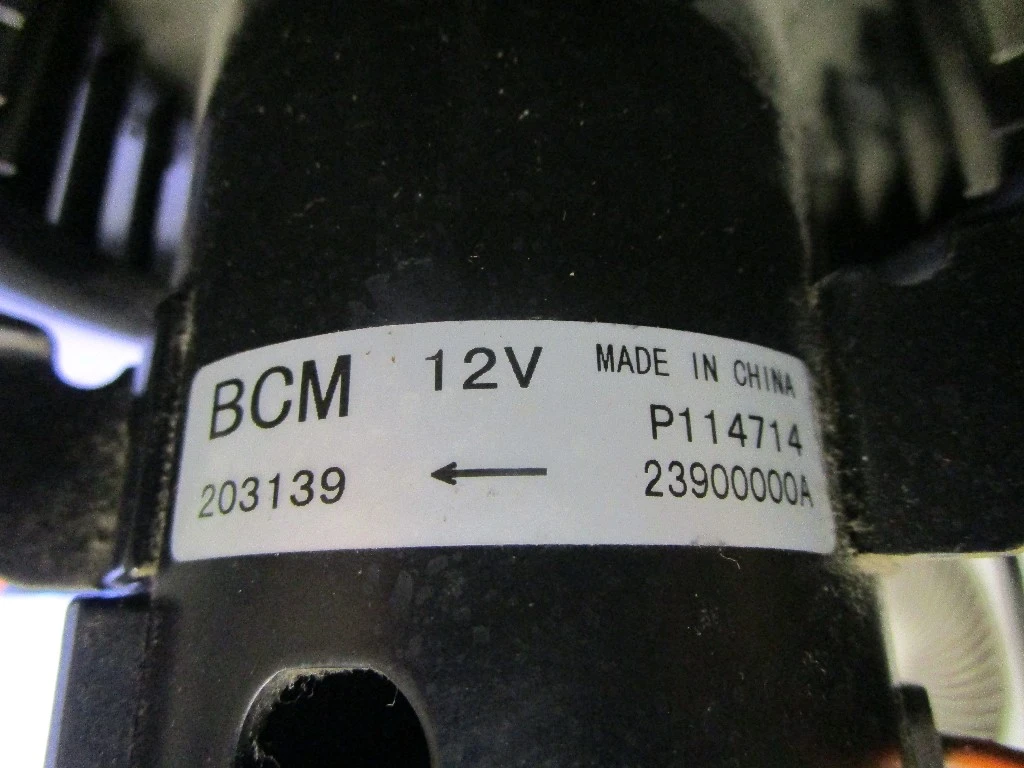 BCM 12V MADE IN CHINA
P114714
203139 ← 23900000A